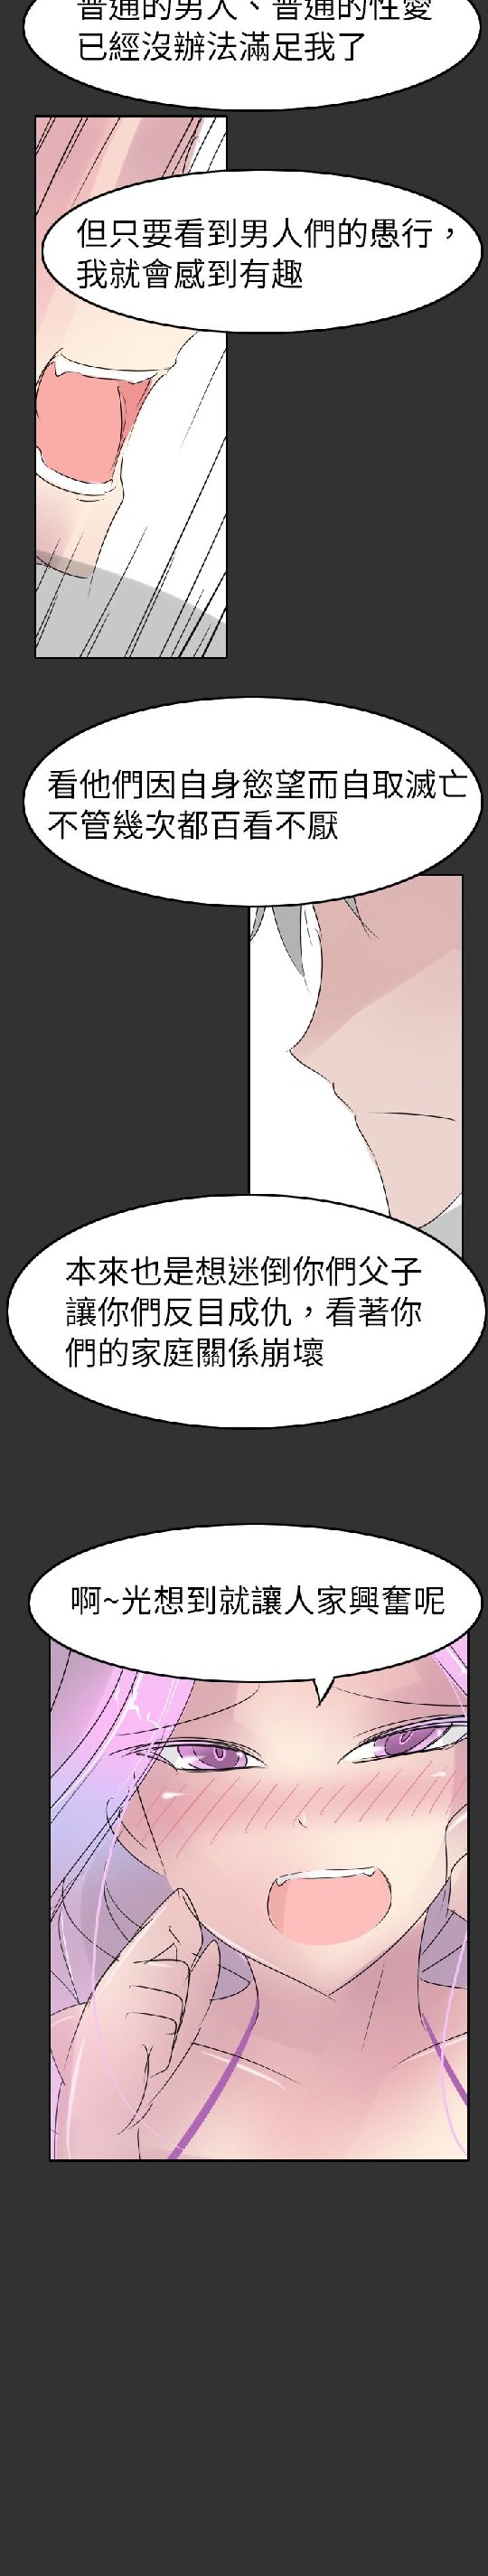 普通的男人、普通的性愛
已經沒辦法滿足我了
但只要看到男人們的愚行，
我就會感到有趣
看他們因自身慾望而自取滅亡
不管幾次都百看不厭
本來也是想迷倒你們父子
讓你們反目成仇，看著你
們的家庭關係崩壞
啊~光想到就讓人家興奮呢